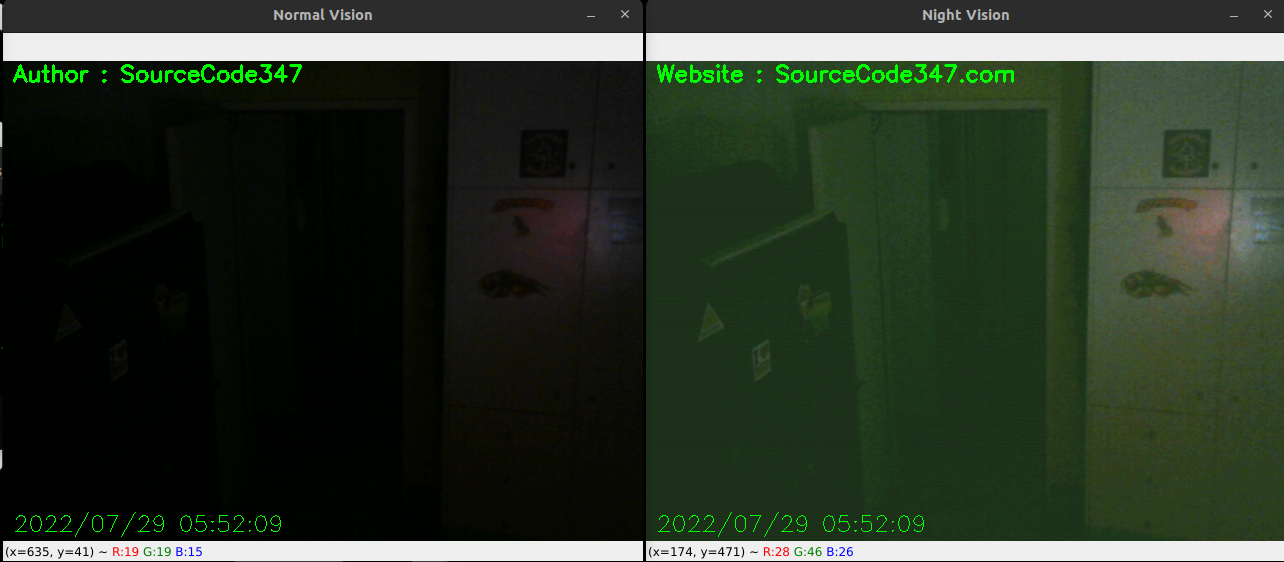 Normal Vision
Author : SourceCode347
2022/07/29 05:52:09
(x=635, y=41) ~ R:19 G:19 B:15
Night Vision
Website : SourceCode347.com
2022/07/29 05:52:09
(x=174, y=471) ~ R:28 G:46 B:26